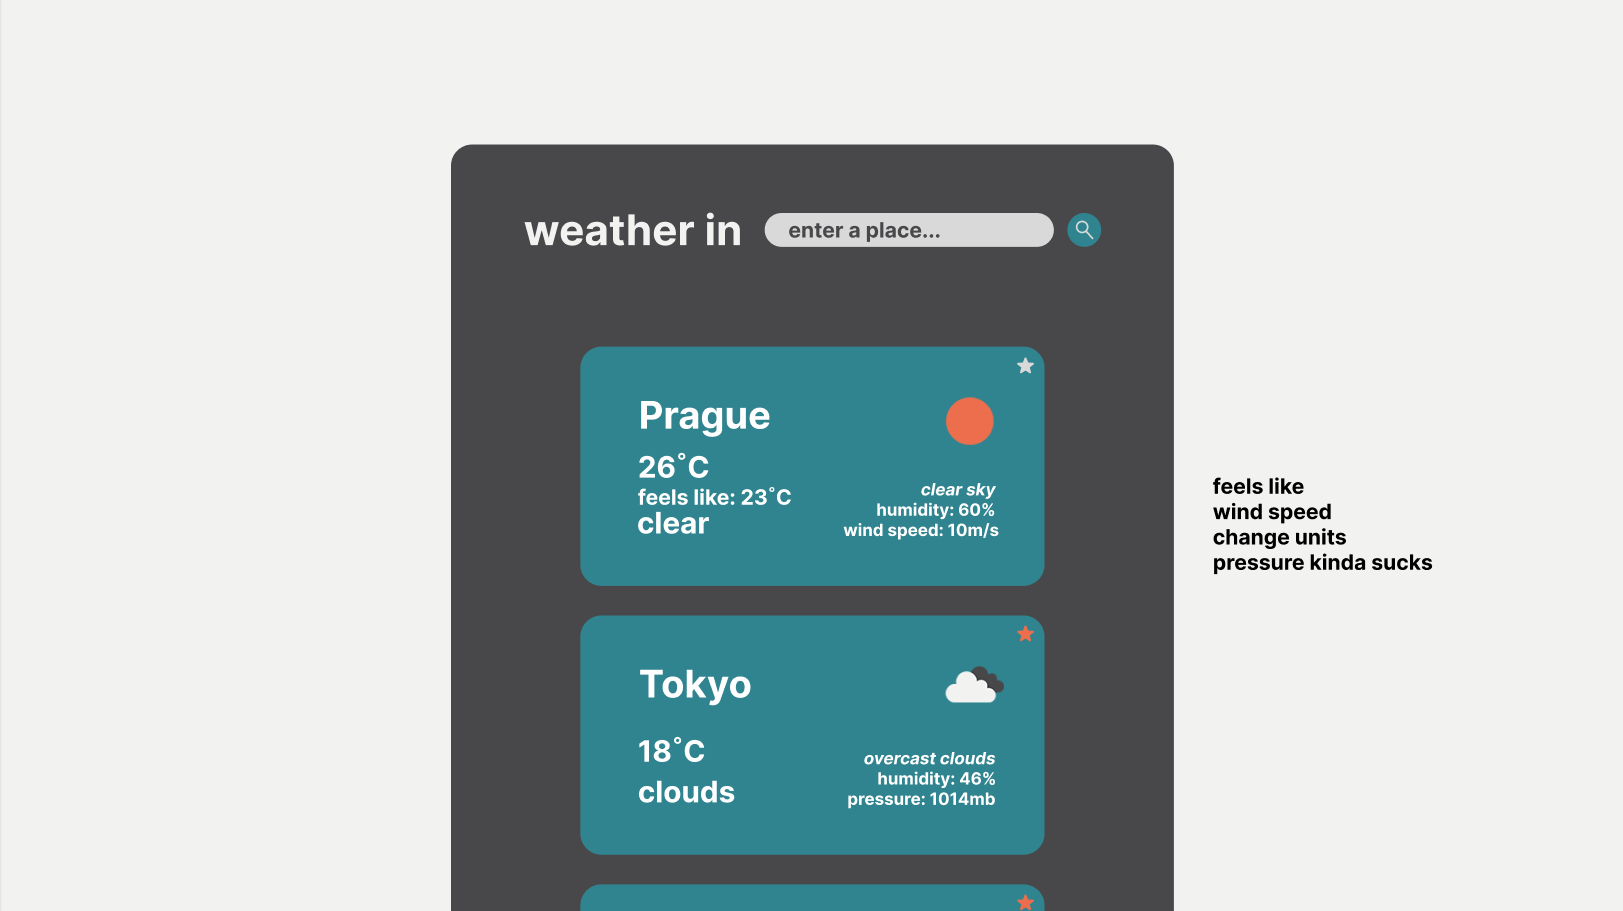 weather in
enter a place...
Prague
26˚C
feels like: 23˚C
clear
clear sky
humidity: 60%
wind speed: 10m/s
Tokyo
18˚C
clouds
overcast clouds
humidity: 46%
pressure: 1014mb
feels like
wind speed
change units
pressure kinda sucks